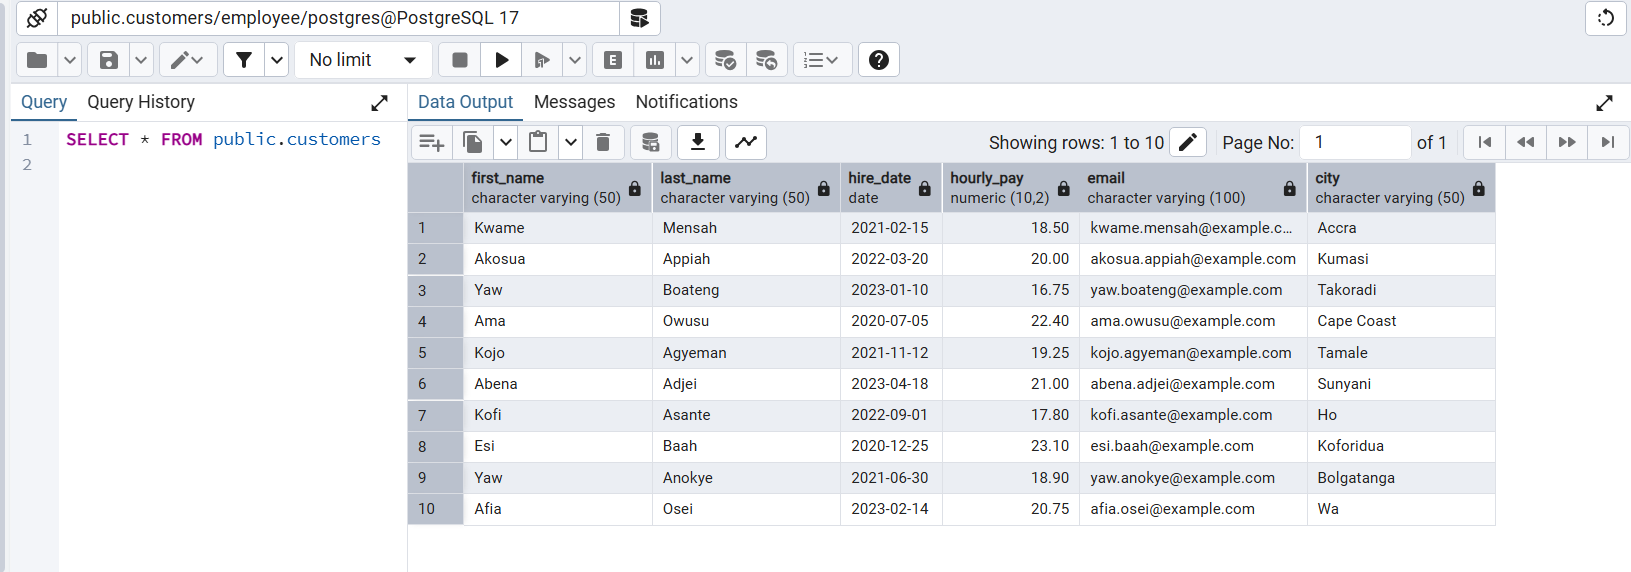 public.customers/employee/postgres@PostgreSQL 17
No limit
E
Query Query History
Data Output Messages Notifications
1 SELECT * FROM public.customers
2
Showing rows: 1 to 10 Page No: 1 of 1
first_name last_name hire_date hourly_pay email city
character varying (50) character varying (50) date numeric (10,2) character varying (100) character varying (50)
1 Kwame Mensah 2021-02-15 18.50 kwame.mensah@example.c... Accra
2 Akosua Appiah 2022-03-20 20.00 akosua.appiah@example.com Kumasi
3 Yaw Boateng 2023-01-10 16.75 yaw.boateng@example.com Takoradi
4 Ama Owusu 2020-07-05 22.40 ama.owusu@example.com Cape Coast
5 Kojo Agyeman 2021-11-12 19.25 kojo.agyeman@example.com Tamale
6 Abena Adjei 2023-04-18 21.00 abena.adjei@example.com Sunyani
7 Kofi Asante 2022-09-01 17.80 kofi.asante@example.com Ho
8 Esi Baah 2020-12-25 23.10 esi.baah@example.com Koforidua
9 Yaw Anokye 2021-06-30 18.90 yaw.anokye@example.com Bolgatanga
10 Afia Osei 2023-02-14 20.75 afia.osei@example.com Wa